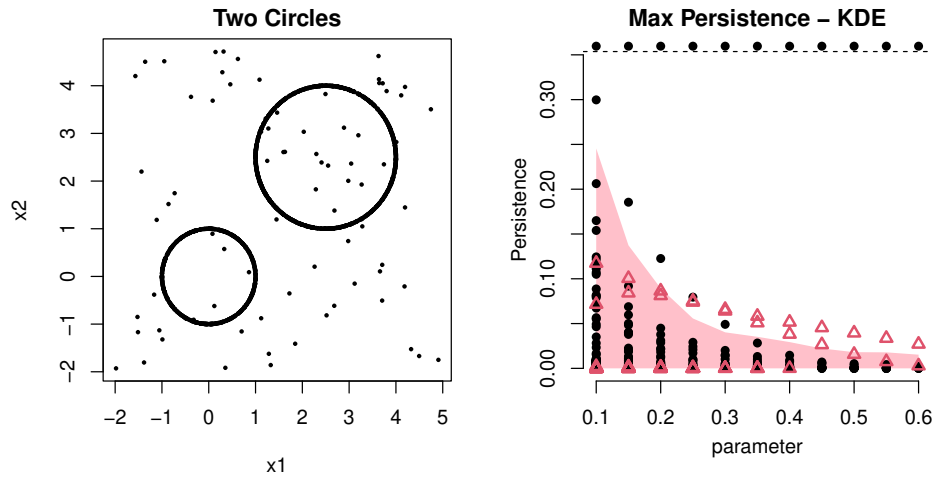 Two Circles
x2
4
3
2
1
0
−1
−2
−2 −1 0 1 2 3 4 5
x1
Max Persistence − KDE
Persistence
0.30
0.20
0.10
0.00
0.1 0.2 0.3 0.4 0.5 0.6
parameter